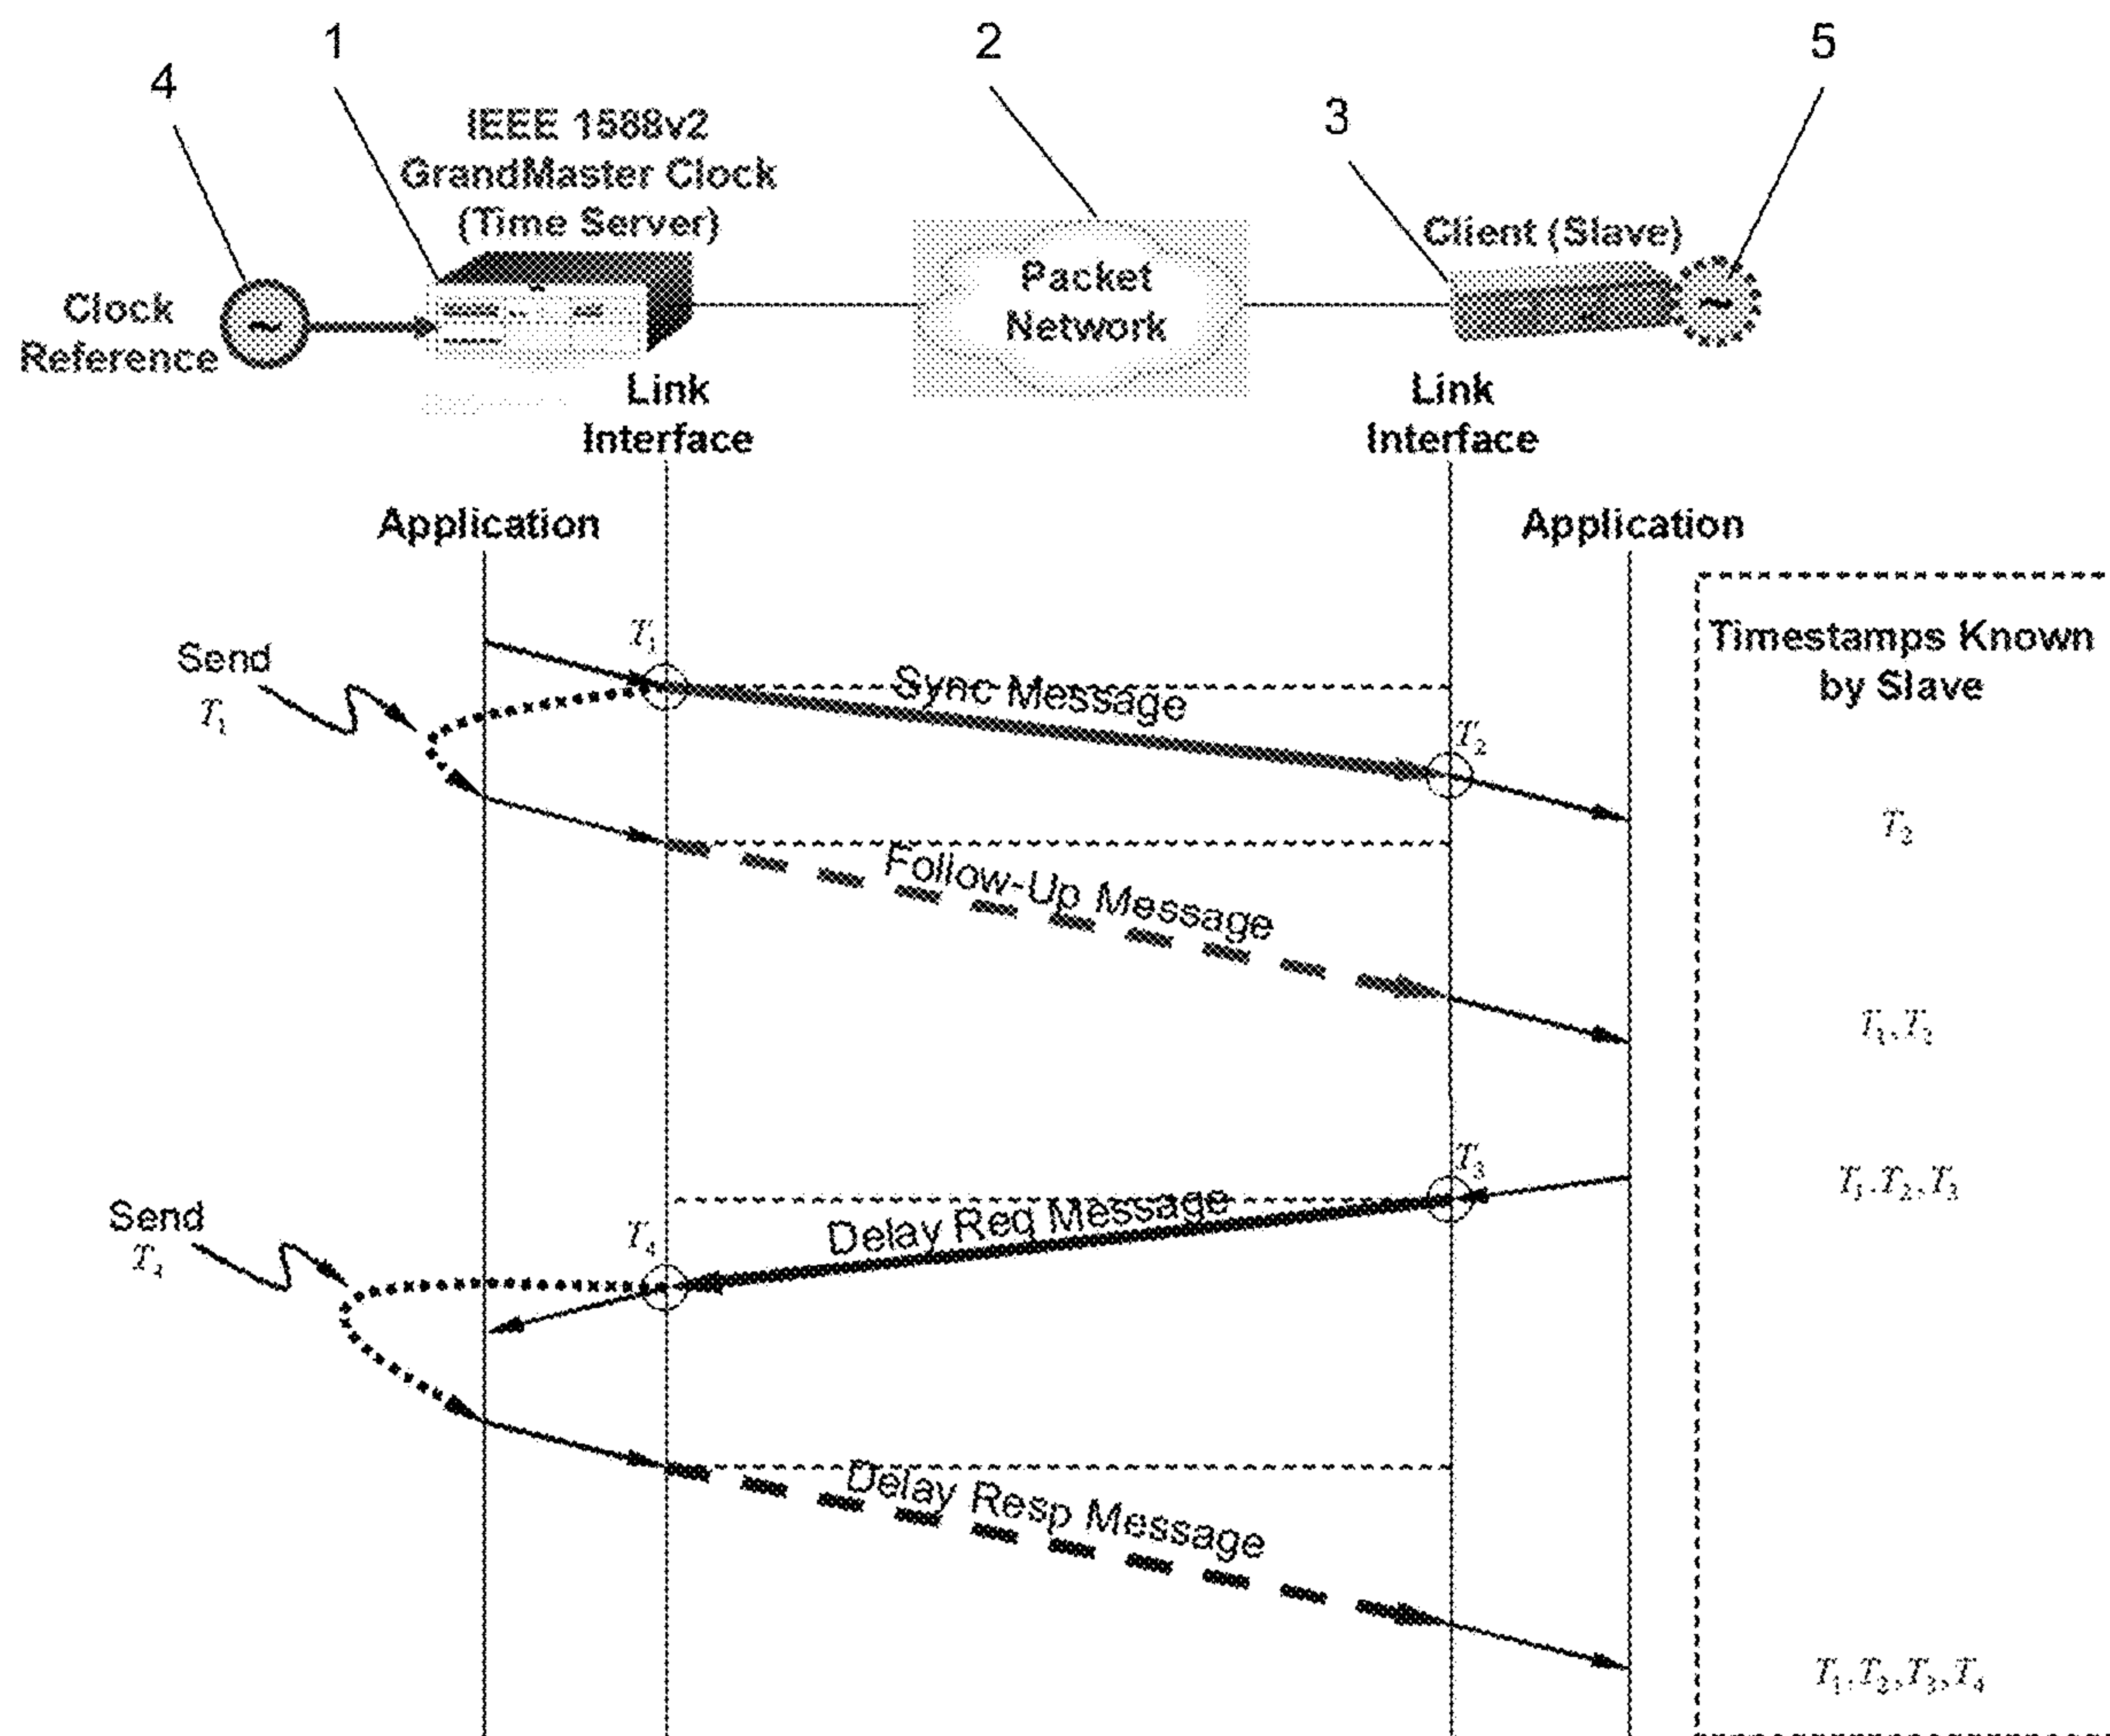 1
2
5
4
3
IEEE 1588v2
GrandMaster Clock
(Time Server)
Client (Slave)
Packet
Network
Clock
Reference
~
~
Link
Interface
Link
Interface
Application
Application
Timestamps Known
by Slave
Send
T₁
T₁
Sync Message
T₂
T₂
Follow-Up Message
T₁,T₂
T₃
T₁,T₂,T₃
Send
T₄
Delay Req Message
Delay Resp Message
T₁,T₂,T₃,T₄